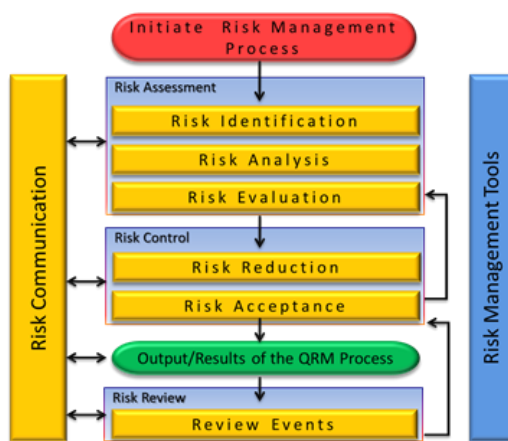 Initiate Risk Management
Process
Risk Assessment
Risk Identification
Risk Analysis
Risk Evaluation
Risk Control
Risk Reduction
Risk Acceptance
Output/Results of the QRM Process
Risk Review
Review Events
Risk Communication
Risk Management Tools